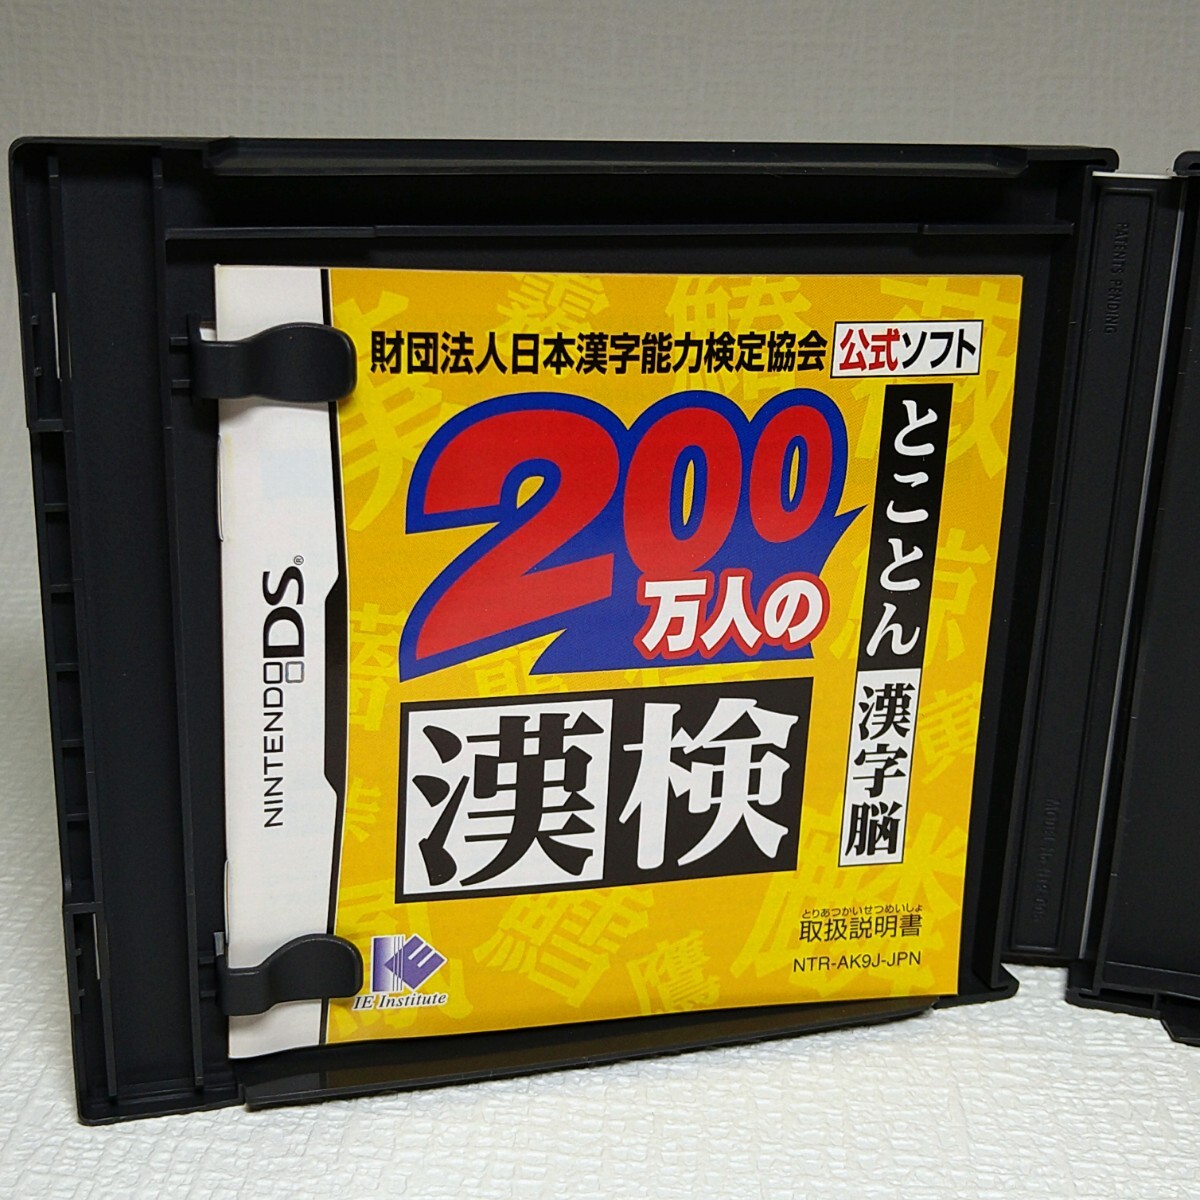 財団法人日本漢字能力検定協会 公式ソフト
200
万人の
漢検
とことん漢字脳
NINTENDO DS®
とりあつかいせつめいしょ
取扱説明書
NTR-AK9J-JPN
IE
IE Institute
PATENTS PENDING